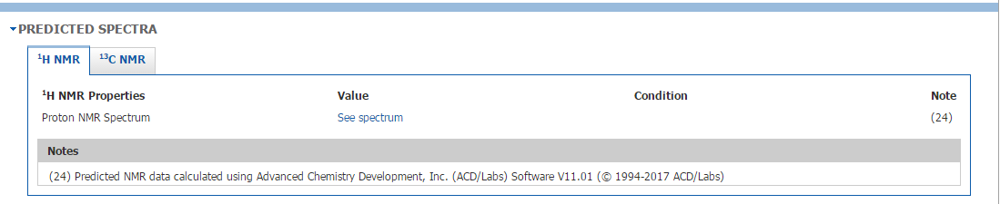 PREDICTED SPECTRA
¹H NMR ¹³C NMR
¹H NMR Properties Value Condition Note
Proton NMR Spectrum See spectrum (24)
Notes
(24) Predicted NMR data calculated using Advanced Chemistry Development, Inc. (ACD/Labs) Software V11.01 (© 1994-2017 ACD/Labs)